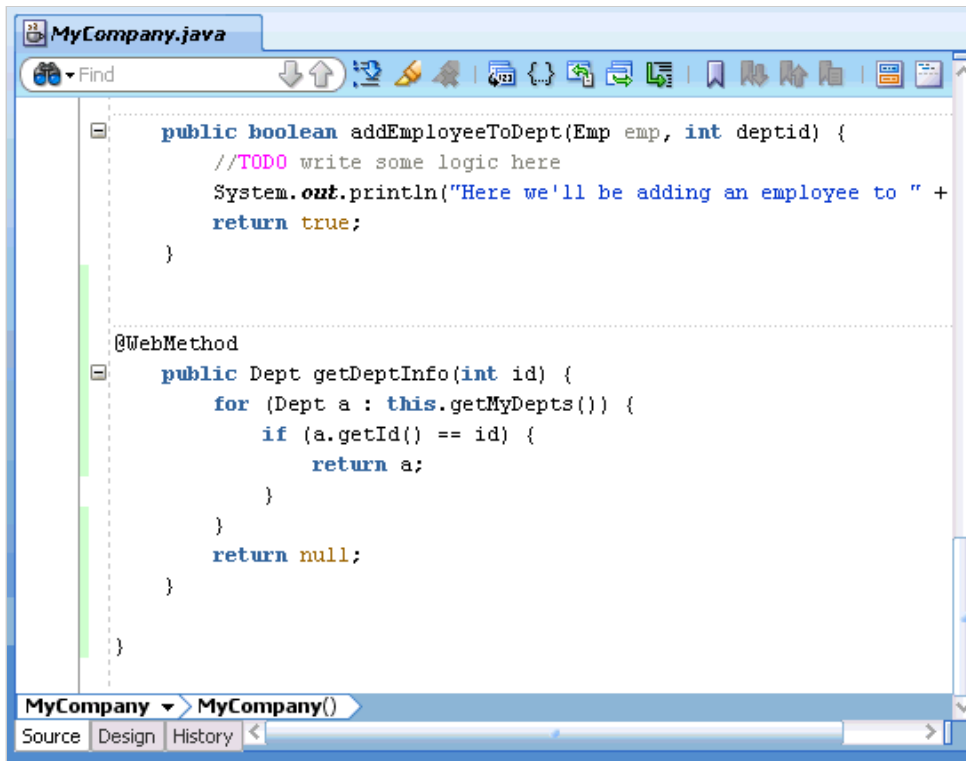 MyCompany.java
Find
public boolean addEmployeeToDept(Emp emp, int deptid) {
//TODO write some logic here
System.out.println("Here we'll be adding an employee to " +
return true;
}
@WebMethod
public Dept getDeptInfo(int id) {
for (Dept a : this.getMyDepts()) {
if (a.getId() == id) {
return a;
}
}
return null;
}
}
MyCompany MyCompany()
Source Design History